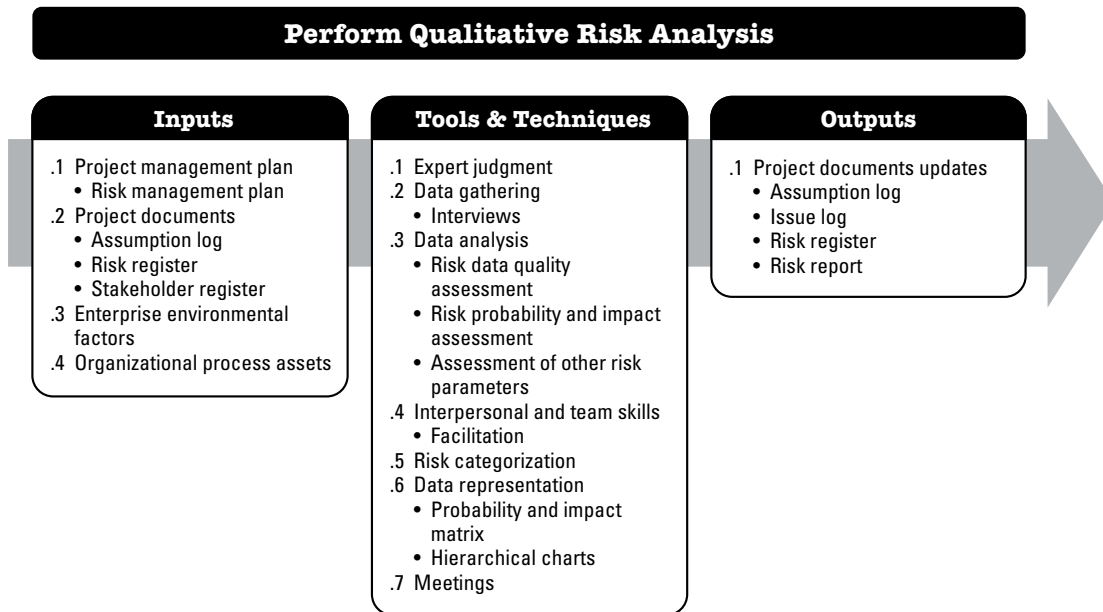 Perform Qualitative Risk Analysis
Inputs
.1 Project management plan
• Risk management plan
.2 Project documents
• Assumption log
• Risk register
• Stakeholder register
.3 Enterprise environmental
factors
.4 Organizational process assets
Tools & Techniques
.1 Expert judgment
.2 Data gathering
• Interviews
.3 Data analysis
• Risk data quality
assessment
• Risk probability and impact
assessment
• Assessment of other risk
parameters
.4 Interpersonal and team skills
• Facilitation
.5 Risk categorization
.6 Data representation
• Probability and impact
matrix
• Hierarchical charts
.7 Meetings
Outputs
.1 Project documents updates
• Assumption log
• Issue log
• Risk register
• Risk report